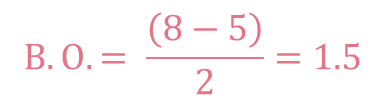 B. O. = (8 − 5) / 2 = 1.5